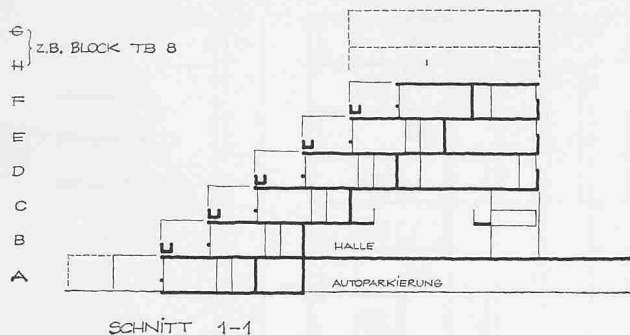 G
Z.B. BLOCK TB 8
H
F
E
D
C
B
HALLE
A
AUTOPARKIERUNG
SCHNITT 1-1